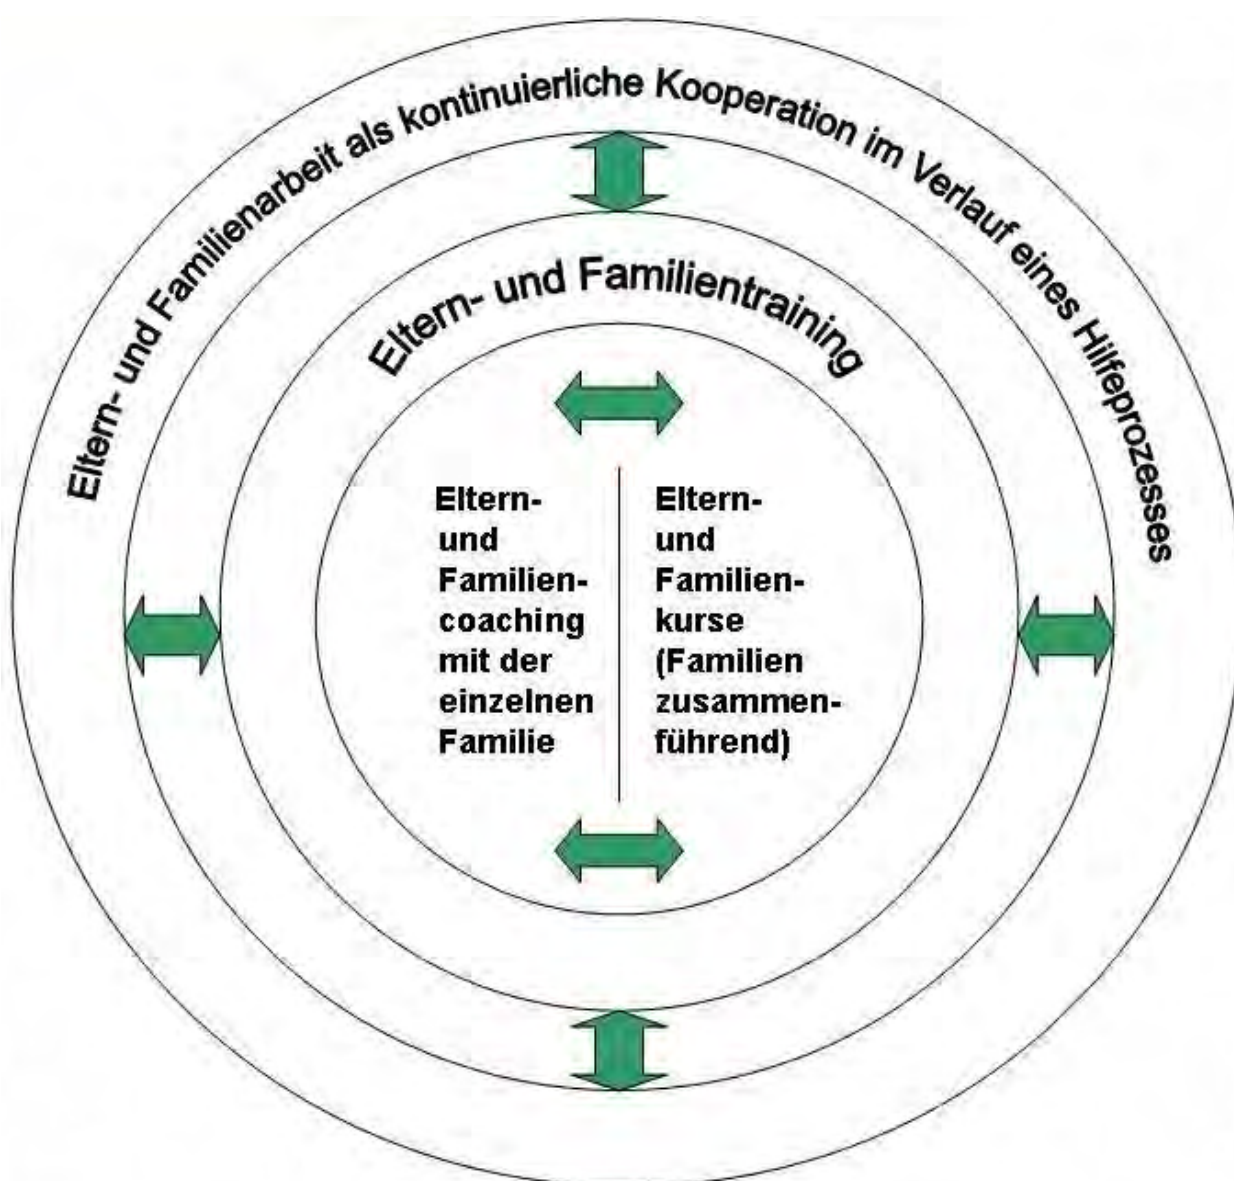 Eltern- und Familienarbeit als kontinuierliche Kooperation im Verlauf eines Hilfeprozesses
Eltern- und Familientraining
Eltern-
und
Familien-
coaching
mit der
einzelnen
Familie
Eltern-
und
Familien-
kurse
(Familien
zusammen-
führend)